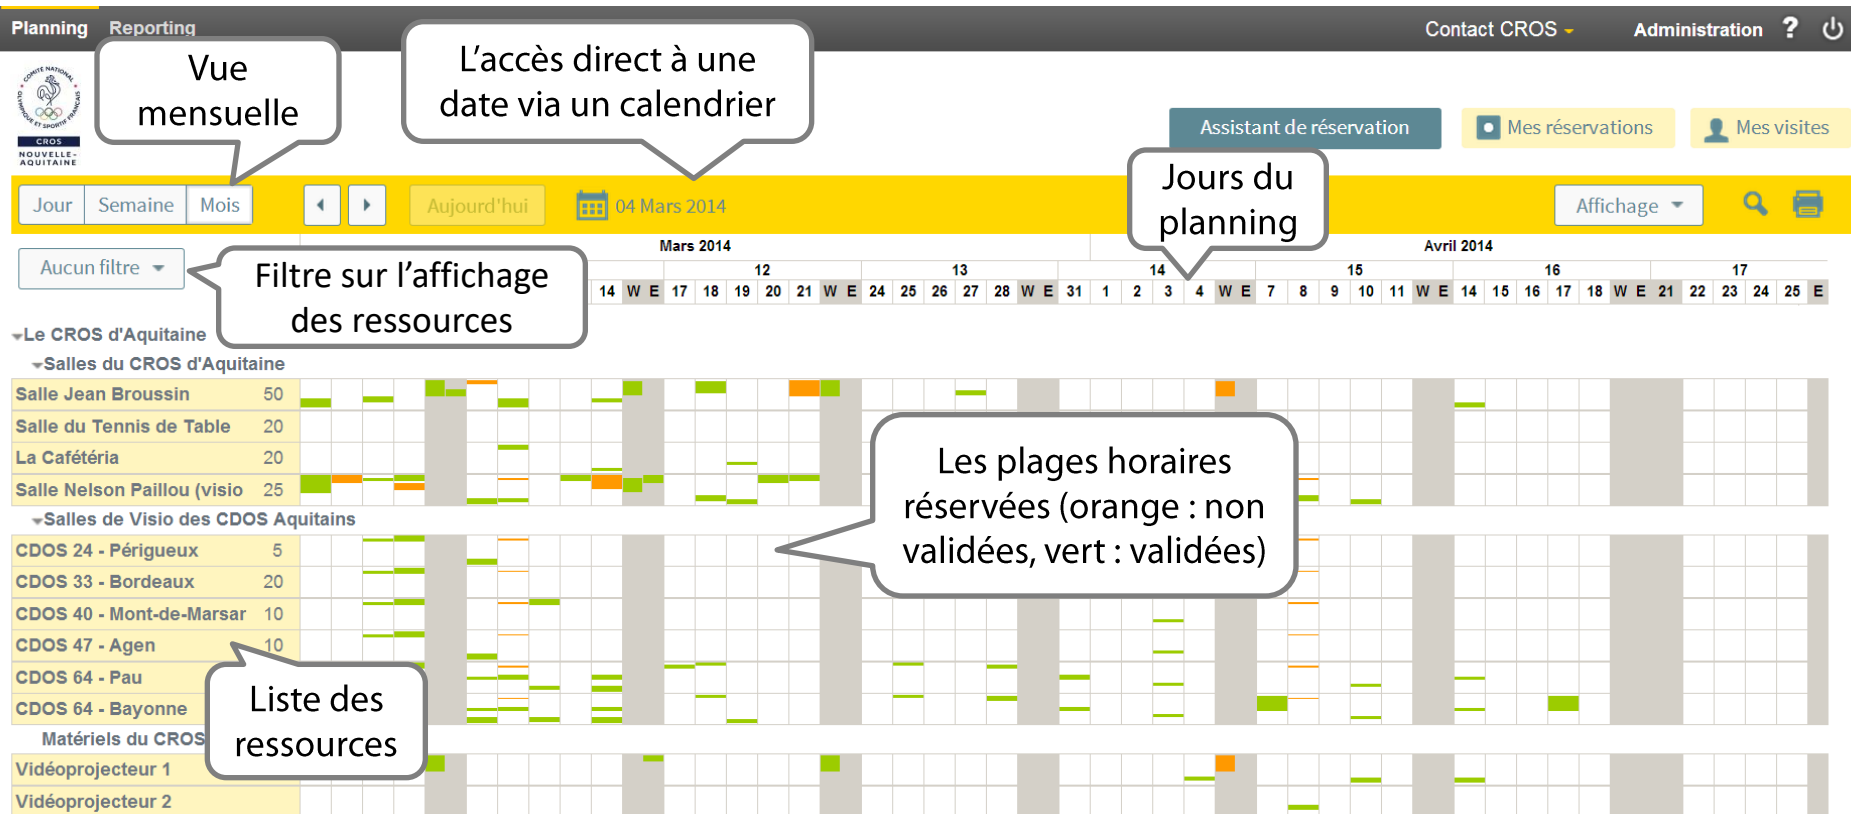 Planning Reporting Contact CROS Administration ?
Vue
mensuelle
L'accès direct à une
date via un calendrier
COMITÉ NATIONAL OLYMPIQUE ET SPORTIF FRANÇAIS
CROS
NOUVELLE-
AQUITAINE
Assistant de réservation Mes réservations Mes visites
Jours du
planning
Jour Semaine Mois Aujourd'hui 04 Mars 2014 Affichage
Aucun filtre
Filtre sur l'affichage
des ressources
Mars 2014 Avril 2014
12 13 14 15 16 17
14 W E 17 18 19 20 21 W E 24 25 26 27 28 W E 31 1 2 3 4 W E 7 8 9 10 11 W E 14 15 16 17 18 W E 21 22 23 24 25 E
Le CROS d'Aquitaine
Salles du CROS d'Aquitaine
Salle Jean Broussin 50
Salle du Tennis de Table 20
La Cafétéria 20
Salle Nelson Paillou (visio 25
Les plages horaires
réservées (orange : non
validées, vert : validées)
Salles de Visio des CDOS Aquitains
CDOS 24 - Périgueux 5
CDOS 33 - Bordeaux 20
CDOS 40 - Mont-de-Marsar 10
CDOS 47 - Agen 10
CDOS 64 - Pau
CDOS 64 - Bayonne
Liste des
ressources
Matériels du CROS
Vidéoprojecteur 1
Vidéoprojecteur 2